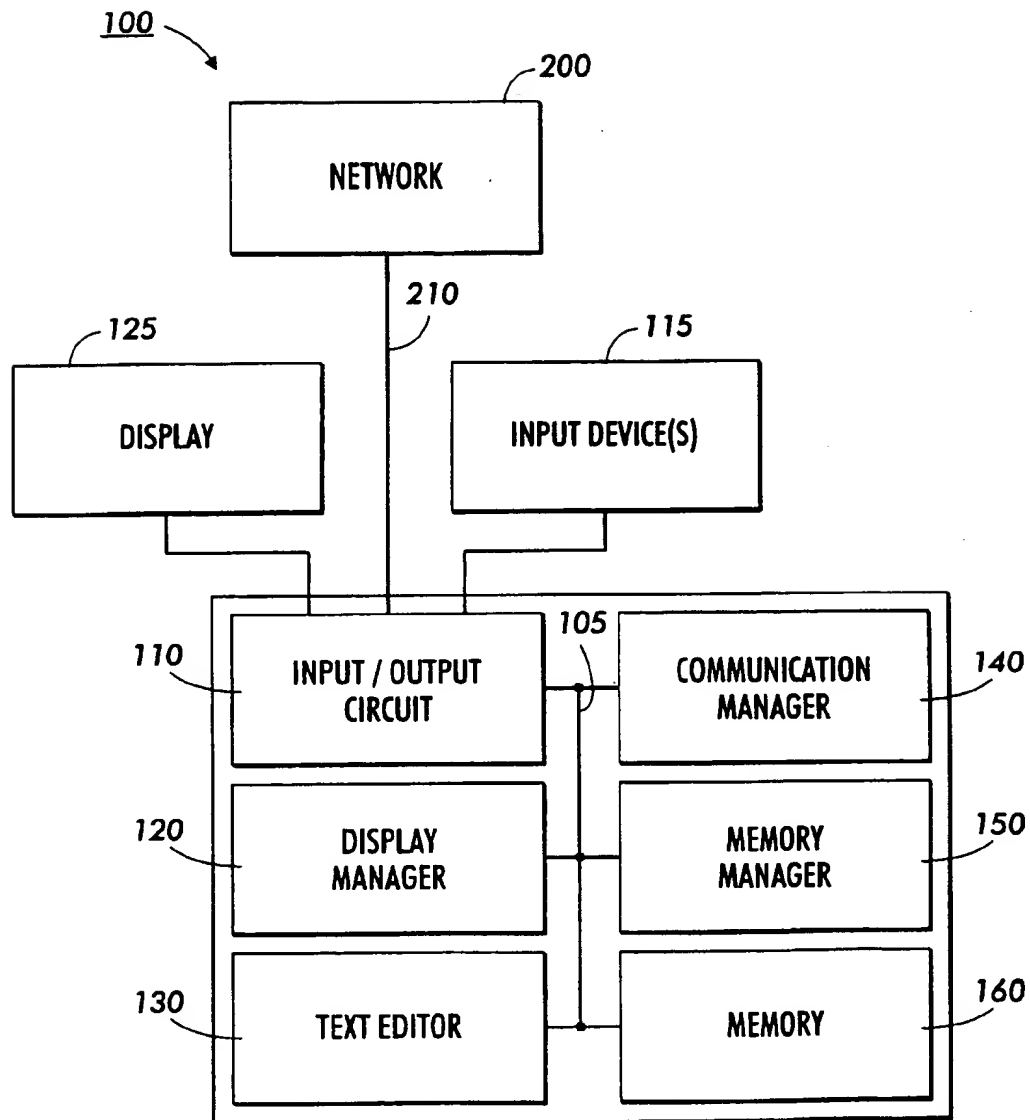 100
200
NETWORK
210
125
115
DISPLAY
INPUT DEVICE(S)
105
110
INPUT / OUTPUT
CIRCUIT
COMMUNICATION
MANAGER
140
120
DISPLAY
MANAGER
MEMORY
MANAGER
150
130
TEXT EDITOR
MEMORY
160